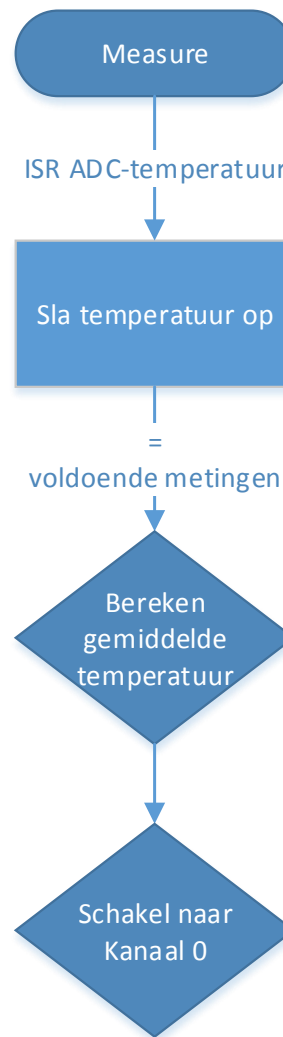 Measure
ISR ADC-temperatuur
Sla temperatuur op
=
voldoende metingen
Bereken
gemiddelde
temperatuur
Schakel naar
Kanaal 0